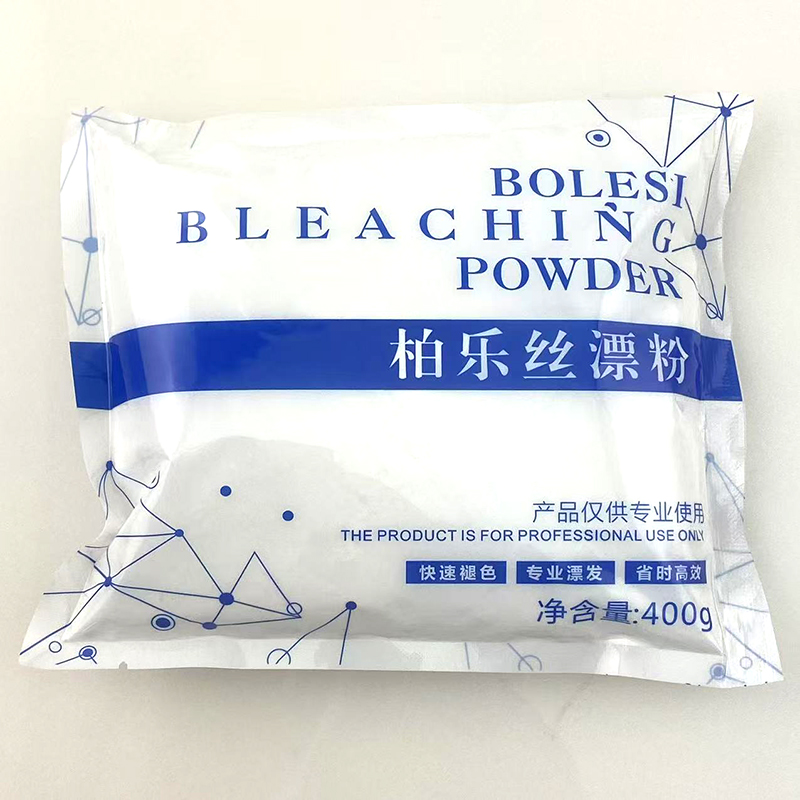 BOLESI
BLEACHING
POWDER
柏乐丝漂粉
产品仅供专业使用
THE PRODUCT IS FOR PROFESSIONAL USE ONLY
快速褪色 专业漂发 省时高效
净含量:400g